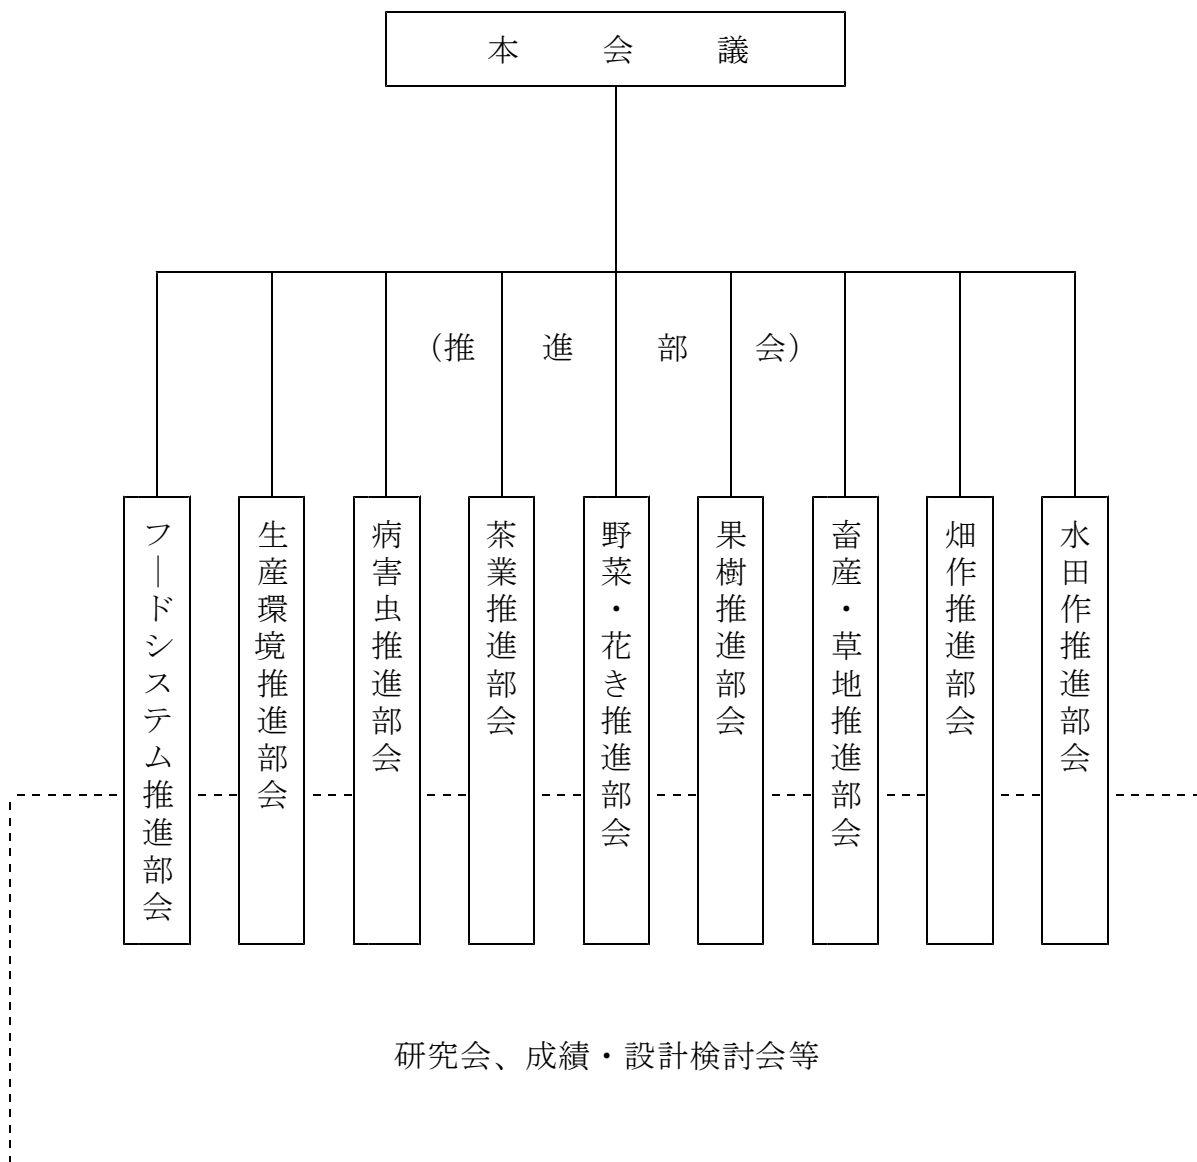 本会議
(推進部会)
水田作推進部会
畑作推進部会
畜産・草地推進部会
果樹推進部会
野菜・花き推進部会
茶業推進部会
病害虫推進部会
生産環境推進部会
フードシステム推進部会
研究会、成績・設計検討会等